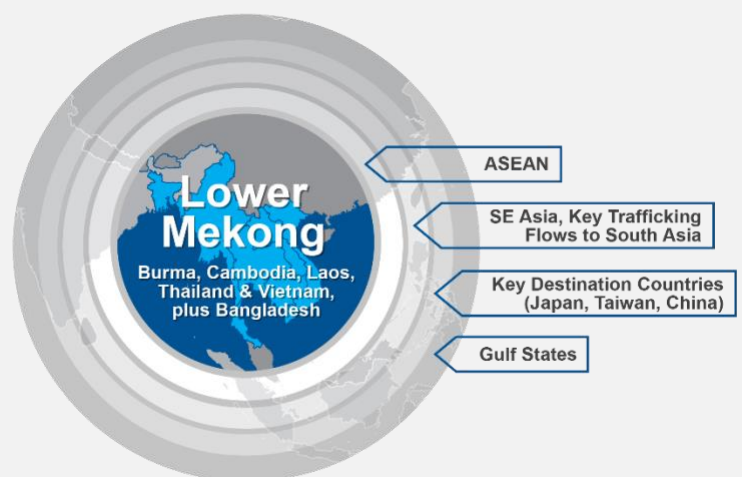 Lower
Mekong
Burma, Cambodia, Laos,
Thailand & Vietnam,
plus Bangladesh
ASEAN
SE Asia, Key Trafficking
Flows to South Asia
Key Destination Countries
(Japan, Taiwan, China)
Gulf States